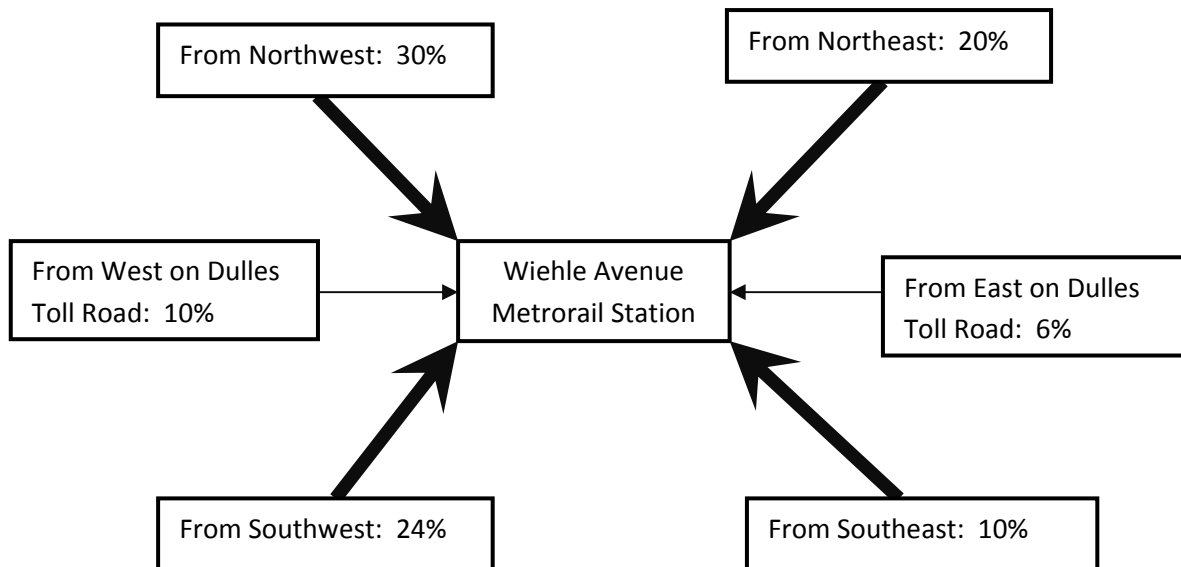 From Northwest: 30%
From Northeast: 20%
From West on Dulles
Toll Road: 10%
Wiehle Avenue
Metrorail Station
From East on Dulles
Toll Road: 6%
From Southwest: 24%
From Southeast: 10%